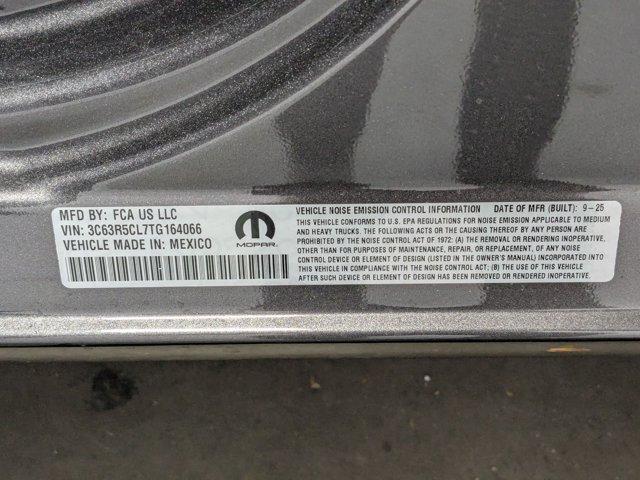 MFD BY: FCA US LLC
VIN: 3C63R5CL7TG164066
VEHICLE MADE IN: MEXICO
MOPAR.
VEHICLE NOISE EMISSION CONTROL INFORMATION DATE OF MFR (BUILT): 9-25
THIS VEHICLE CONFORMS TO U.S. EPA REGULATIONS FOR NOISE EMISSION APPLICABLE TO MEDIUM
AND HEAVY TRUCKS. THE FOLLOWING ACTS OR THE CAUSING THEREOF BY ANY PERSON ARE
PROHIBITED BY THE NOISE CONTROL ACT OF 1972: (A) THE REMOVAL OR RENDERING INOPERATIVE,
OTHER THAN FOR PURPOSES OF MAINTENANCE, REPAIR, OR REPLACEMENT, OF ANY NOISE
CONTROL DEVICE OR ELEMENT OF DESIGN (LISTED IN THE OWNER'S MANUAL) INCORPORATED INTO
THIS VEHICLE IN COMPLIANCE WITH THE NOISE CONTROL ACT; (B) THE USE OF THIS VEHICLE
AFTER SUCH DEVICE OR ELEMENT OF DESIGN HAS BEEN REMOVED OR RENDERED INOPERATIVE.